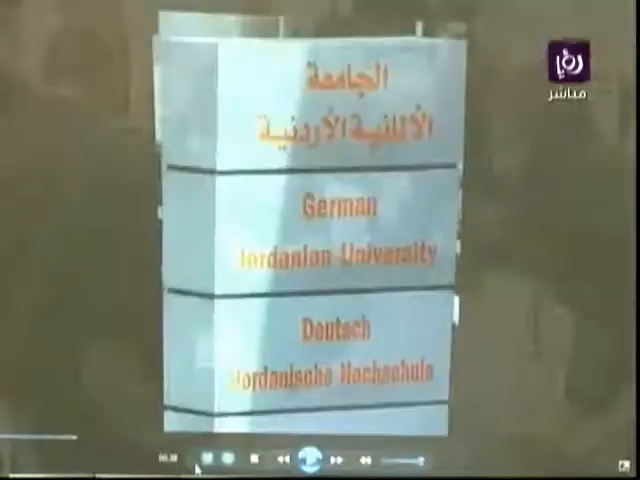 رؤيا
مباشر
الجامعة
الألمانية الأردنية
German
Jordanian University
Deutsch
Jordanische Hochschule